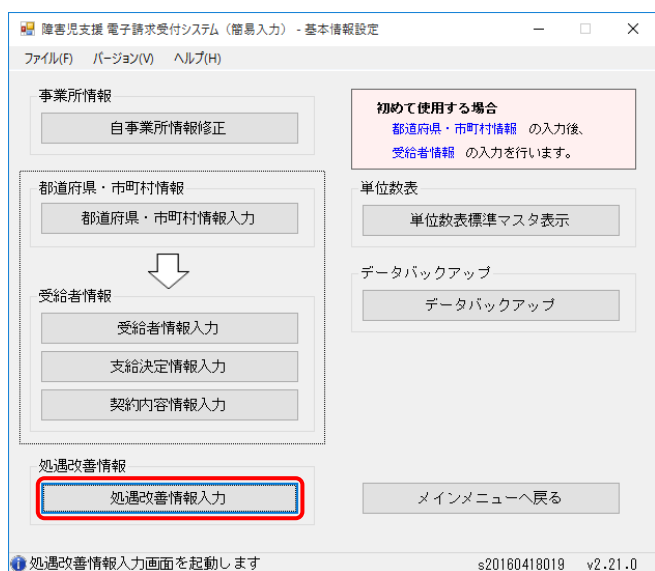 障害児支援 電子請求受付システム（簡易入力） - 基本情報設定
ファイル(F) バージョン(V) ヘルプ(H)
事業所情報
自事業所情報修正
初めて使用する場合
都道府県・市町村情報 の入力後、
受給者情報 の入力を行います。
都道府県・市町村情報
都道府県・市町村情報入力
単位数表
単位数表標準マスタ表示
データバックアップ
データバックアップ
受給者情報
受給者情報入力
支給決定情報入力
契約内容情報入力
処遇改善情報
処遇改善情報入力
メインメニューへ戻る
処遇改善情報入力画面を起動します
s20160418019 v2.21.0